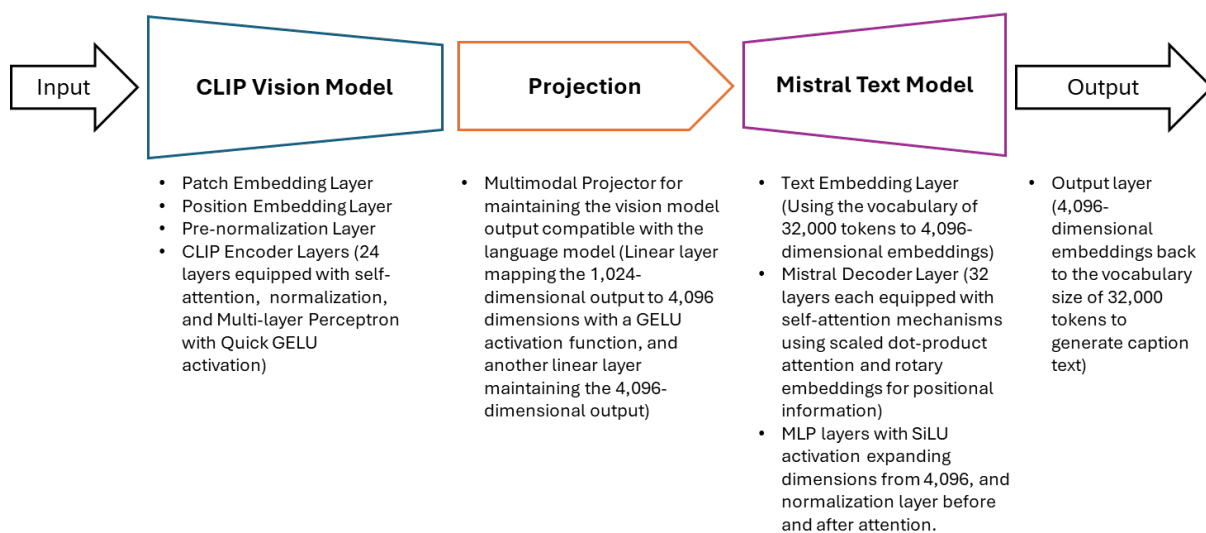 Input
CLIP Vision Model
Projection
Mistral Text Model
Output
• Patch Embedding Layer
• Position Embedding Layer
• Pre-normalization Layer
• CLIP Encoder Layers (24
layers equipped with self-
attention, normalization,
and Multi-layer Perceptron
with Quick GELU
activation)
• Multimodal Projector for
maintaining the vision model
output compatible with the
language model (Linear layer
mapping the 1,024-
dimensional output to 4,096
dimensions with a GELU
activation function, and
another linear layer
maintaining the 4,096-
dimensional output)
• Text Embedding Layer
(Using the vocabulary of
32,000 tokens to 4,096-
dimensional embeddings)
• Mistral Decoder Layer (32
layers each equipped with
self-attention mechanisms
using scaled dot-product
attention and rotary
embeddings for positional
information)
• MLP layers with SiLU
activation expanding
dimensions from 4,096, and
normalization layer before
and after attention.
• Output layer
(4,096-
dimensional
embeddings back
to the vocabulary
size of 32,000
tokens to
generate caption
text)